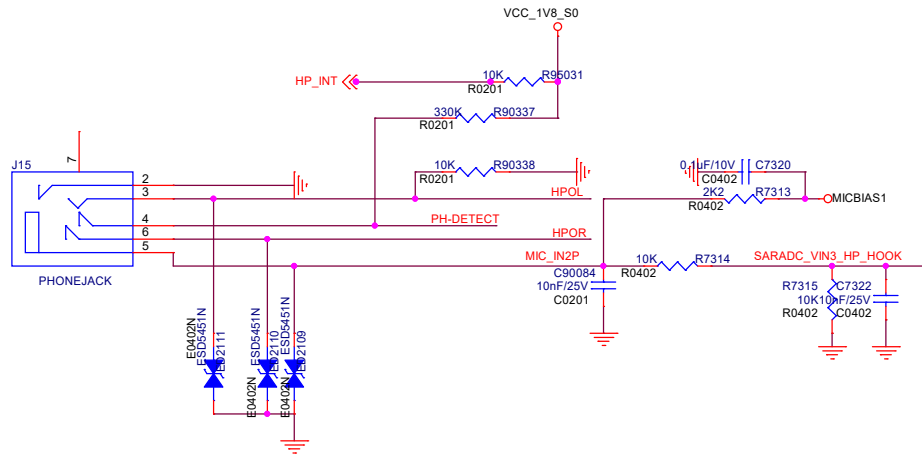 VCC_1V8_S0
HP_INT
10K
R95031
R0201
330K
R90337
R0201
J15
7
10K
R90338
R0201
0.1uF/10V
C7320
C0402
2
3
HPOL
2K2
R7313
R0402
MICBIAS1
4
PH-DETECT
6
HPOR
5
MIC_IN2P
10K
R7314
R0402
SARADC_VIN3_HP_HOOK
PHONEJACK
C90084
10nF/25V
C0201
R7315
10K
R0402
C7322
10nF/25V
C0402
E0402N
ESD5451N
ED2111
ESD5451N
ED2110
E0402N
ESD5451N
ED2109
E0402N